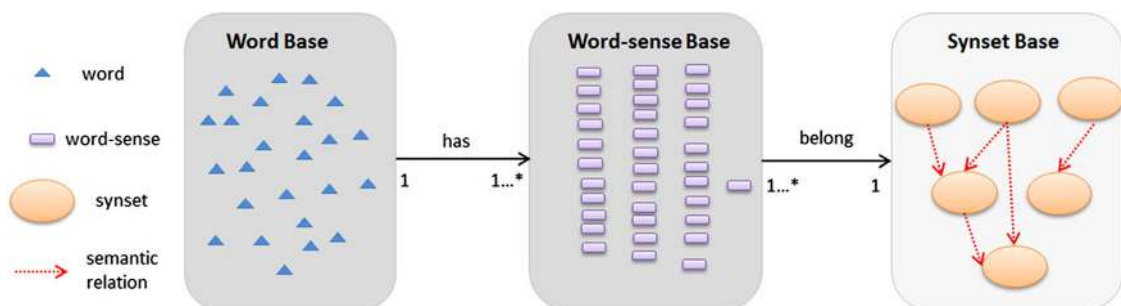 word
word-sense
synset
semantic
relation
Word Base
has
1
1...*
Word-sense Base
belong
1...*
1
Synset Base